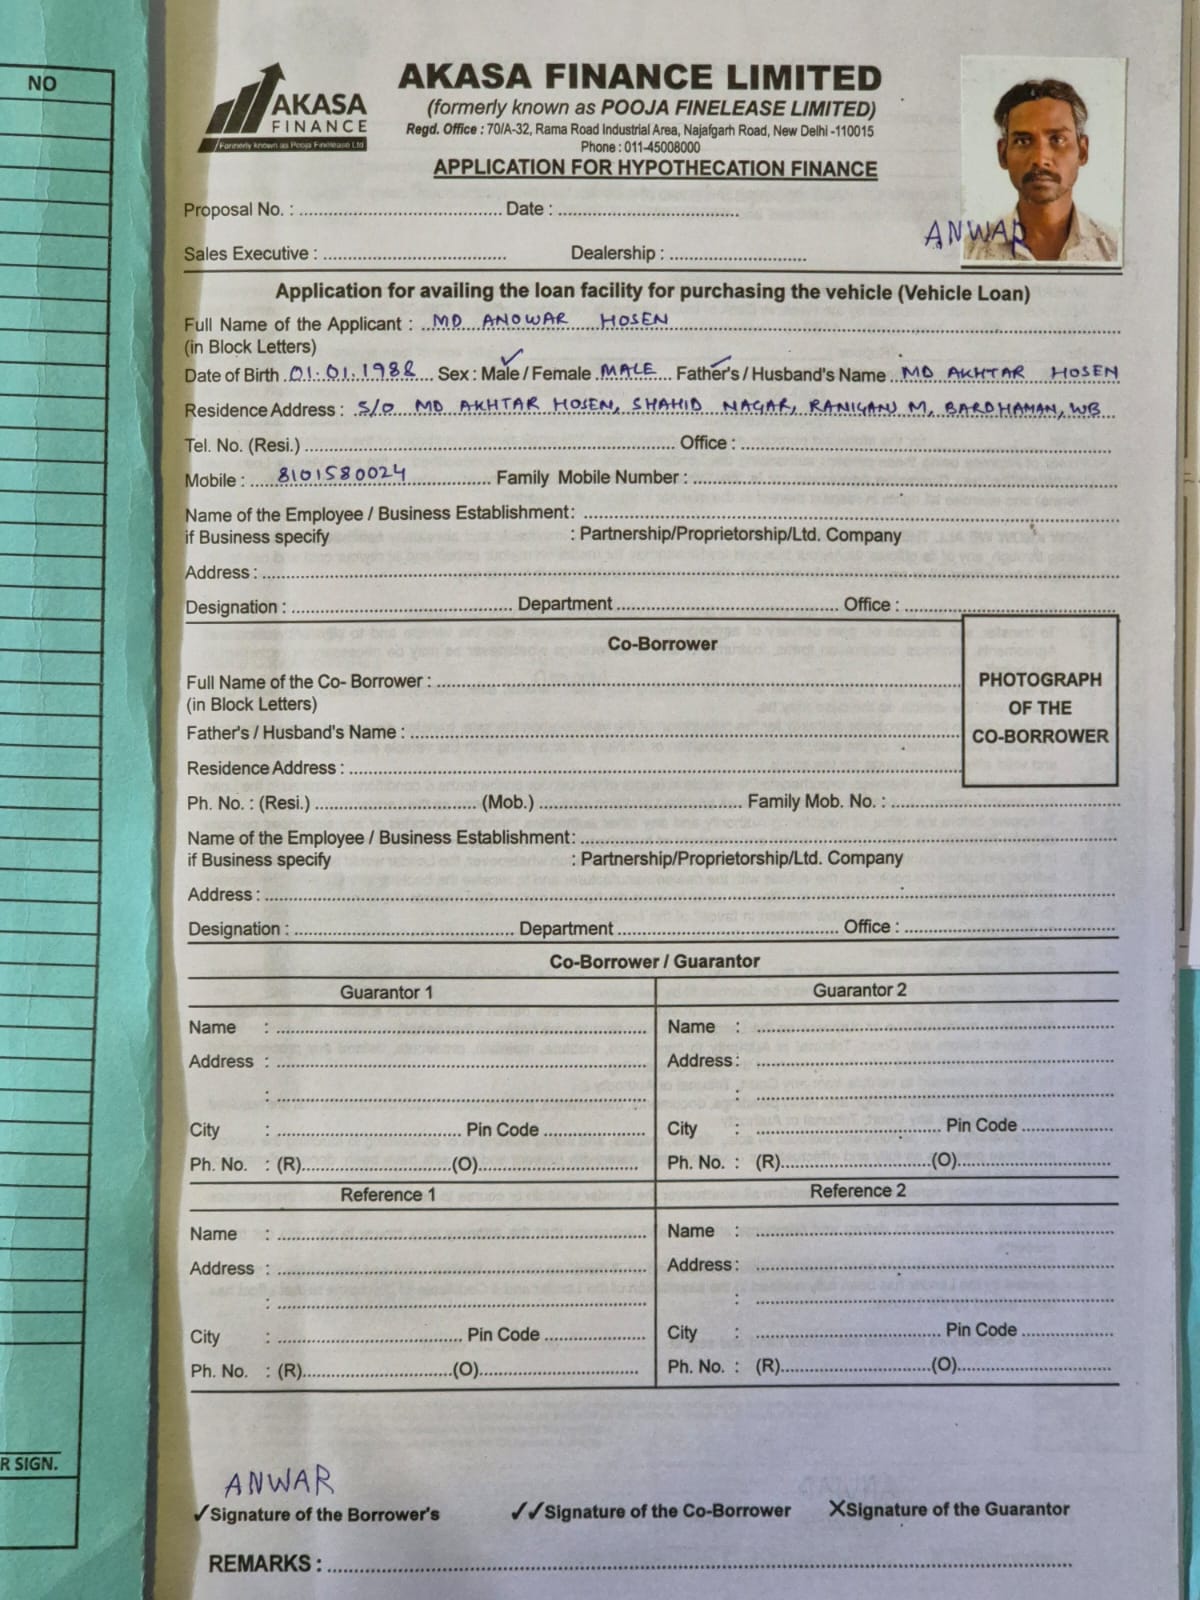 NO
AKASA FINANCE LIMITED
AKASA
FINANCE
Formerly known as Pooja Finelease Ltd
(formerly known as POOJA FINELEASE LIMITED)
Regd. Office : 70/A-32, Rama Road Industrial Area, Najafgarh Road, New Delhi -110015
Phone : 011-45008000
APPLICATION FOR HYPOTHECATION FINANCE
Proposal No. : Date :
ANWAR
Sales Executive : Dealership :
Application for availing the loan facility for purchasing the vehicle (Vehicle Loan)
Full Name of the Applicant : MD ANOWAR HOSEN
(in Block Letters)
Date of Birth 01.01.1988 Sex : Male / Female MALE Father's / Husband's Name MD AKHTAR HOSEN
Residence Address : S/O MD AKHTAR HOSEN, SHAHID NAGAR, RANIGANJ M, BARDHAMAN, WB
Tel. No. (Resi.) Office :
Mobile : 8101580024 Family Mobile Number :
Name of the Employee / Business Establishment:
if Business specify : Partnership/Proprietorship/Ltd. Company
Address :
Designation : Department Office :
Co-Borrower
Full Name of the Co- Borrower :
(in Block Letters)
PHOTOGRAPH
OF THE
CO-BORROWER
Father's / Husband's Name :
Residence Address :
Ph. No. : (Resi.) (Mob.) Family Mob. No. :
Name of the Employee / Business Establishment:
if Business specify : Partnership/Proprietorship/Ltd. Company
Address :
Designation : Department Office :
Co-Borrower / Guarantor
Guarantor 1 Guarantor 2
Name : Name :
Address : Address :
: :
City : Pin Code City : Pin Code
Ph. No. : (R) (O) Ph. No. : (R) (O)
Reference 1 Reference 2
Name : Name :
Address : Address :
: :
City : Pin Code City : Pin Code
Ph. No. : (R) (O) Ph. No. : (R) (O)
R SIGN.
ANWAR
✓Signature of the Borrower's ✓✓Signature of the Co-Borrower XSignature of the Guarantor
REMARKS :